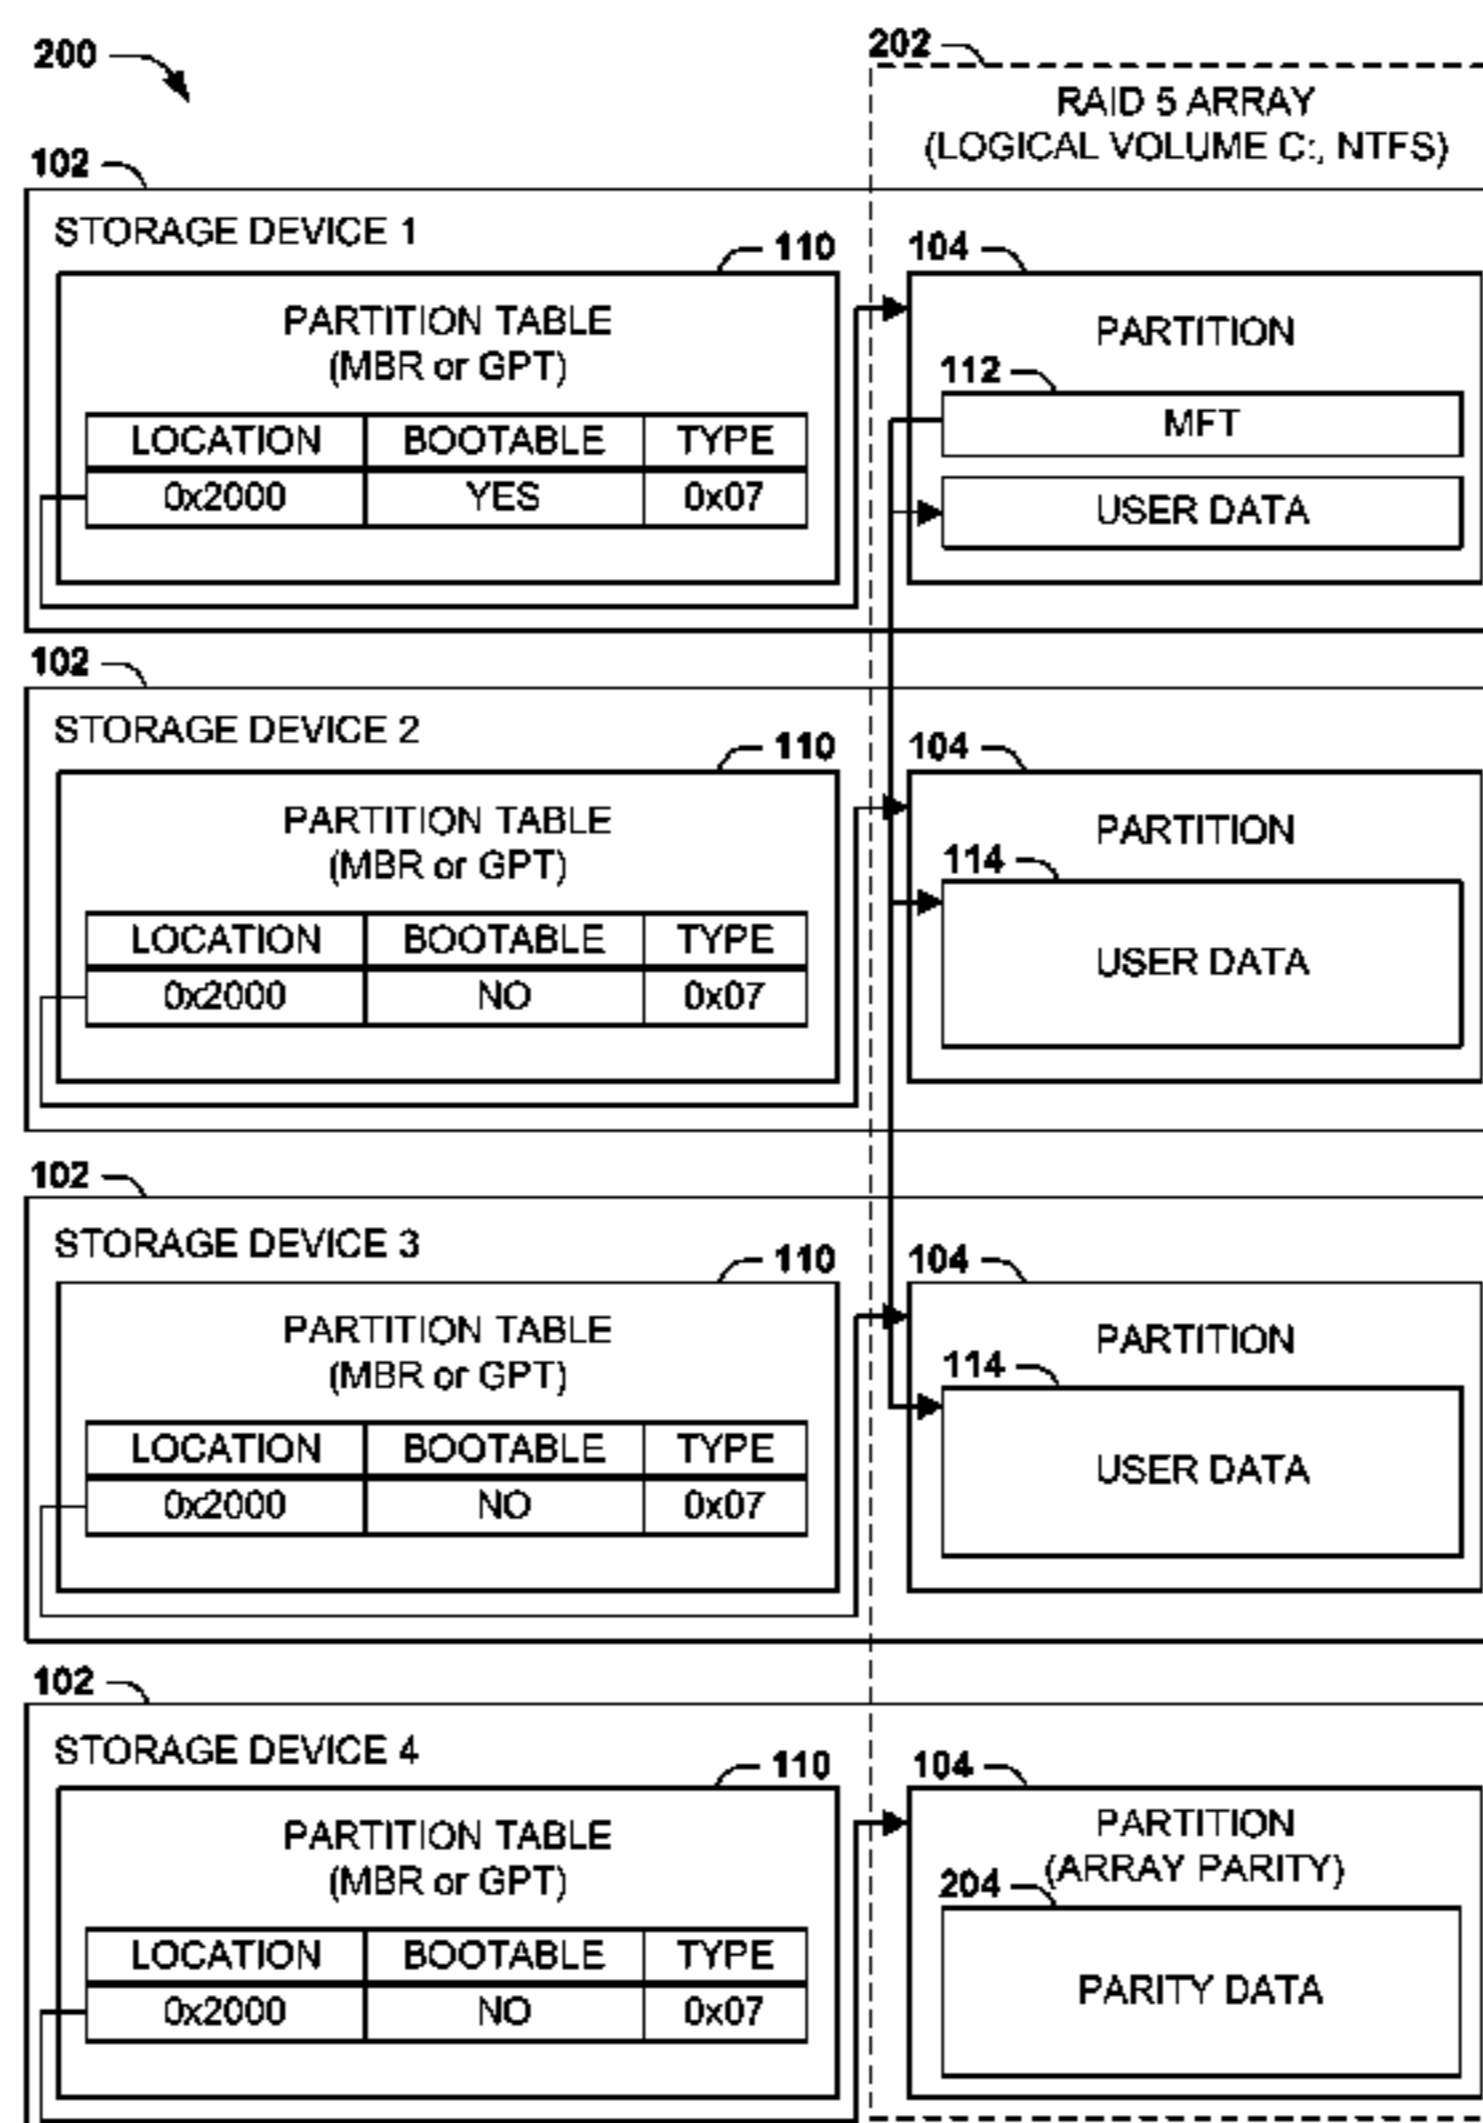 200
202
RAID 5 ARRAY
(LOGICAL VOLUME C:, NTFS)
102
STORAGE DEVICE 1
110
PARTITION TABLE
(MBR or GPT)
LOCATION BOOTABLE TYPE
0x2000 YES 0x07
104
PARTITION
112
MFT
USER DATA
102
STORAGE DEVICE 2
110
PARTITION TABLE
(MBR or GPT)
LOCATION BOOTABLE TYPE
0x2000 NO 0x07
104
PARTITION
114
USER DATA
102
STORAGE DEVICE 3
110
PARTITION TABLE
(MBR or GPT)
LOCATION BOOTABLE TYPE
0x2000 NO 0x07
104
PARTITION
114
USER DATA
102
STORAGE DEVICE 4
110
PARTITION TABLE
(MBR or GPT)
LOCATION BOOTABLE TYPE
0x2000 NO 0x07
104
PARTITION
(ARRAY PARITY)
204
PARITY DATA